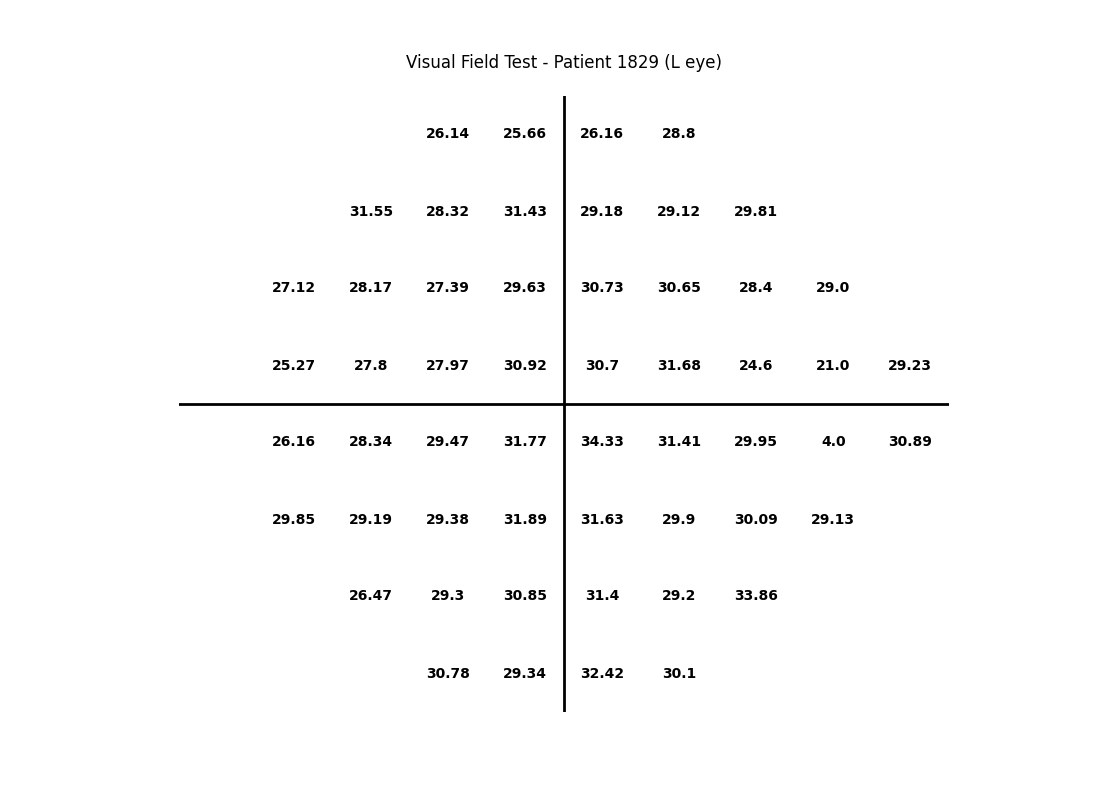 Visual Field Test - Patient 1829 (L eye)
26.14 25.66 26.16 28.8
31.55 28.32 31.43 29.18 29.12 29.81
27.12 28.17 27.39 29.63 30.73 30.65 28.4 29.0
25.27 27.8 27.97 30.92 30.7 31.68 24.6 21.0 29.23
26.16 28.34 29.47 31.77 34.33 31.41 29.95 4.0 30.89
29.85 29.19 29.38 31.89 31.63 29.9 30.09 29.13
26.47 29.3 30.85 31.4 29.2 33.86
30.78 29.34 32.42 30.1